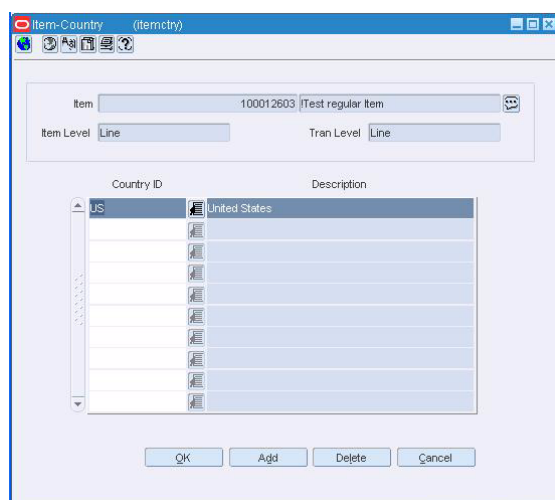 Item-Country (itemctry)
Item 100012603 !Test regular Item
Item Level Line Tran Level Line
Country ID Description
US United States
OK Add Delete Cancel